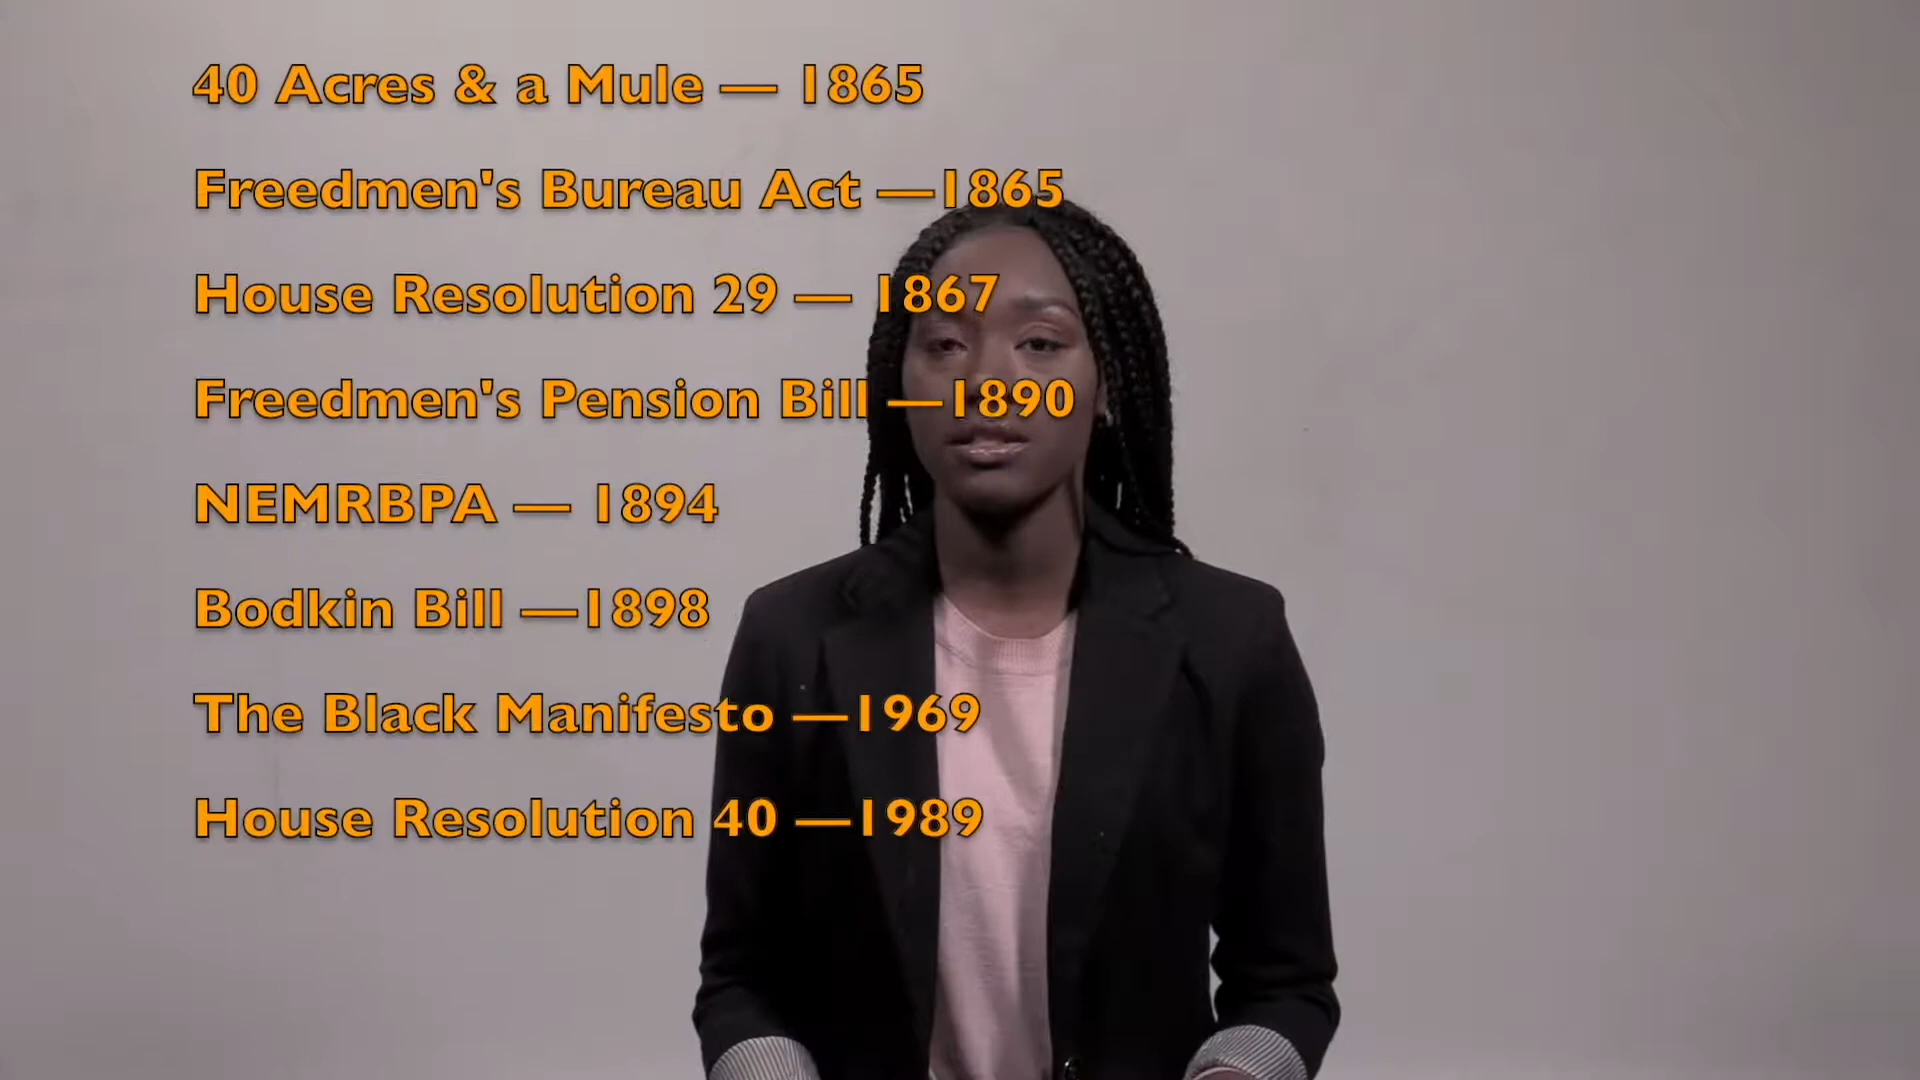 40 Acres & a Mule — 1865
Freedmen's Bureau Act —1865
House Resolution 29 — 1867
Freedmen's Pension Bill —1890
NEMRBPA — 1894
Bodkin Bill —1898
The Black Manifesto —1969
House Resolution 40 —1989